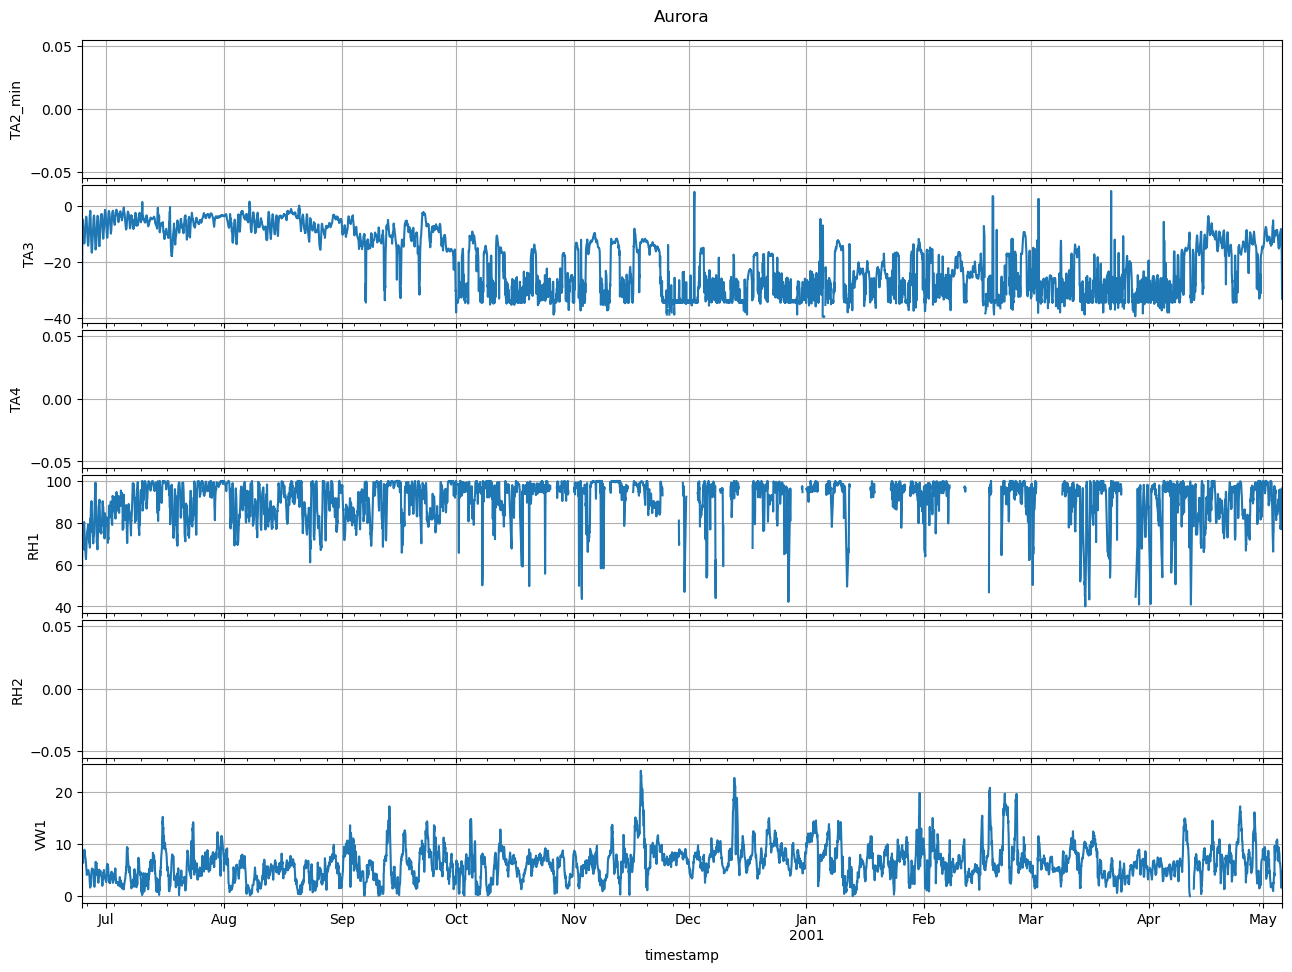 Aurora
0.05
0.00
−0.05
TA2_min
0
−20
−40
TA3
0.05
0.00
−0.05
TA4
100
80
60
40
RH1
0.05
0.00
−0.05
RH2
20
10
0
VW1
Jul Aug Sep Oct Nov Dec Jan Feb Mar Apr May
2001
timestamp